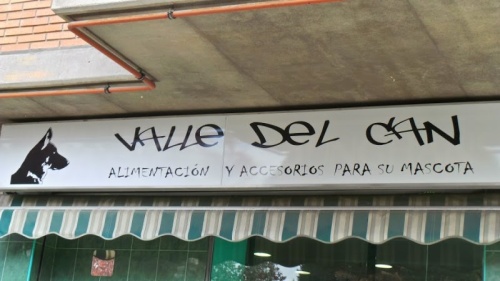 VALLE DEL CAN
ALIMENTACIÓN Y ACCESORIOS PARA SU MASCOTA